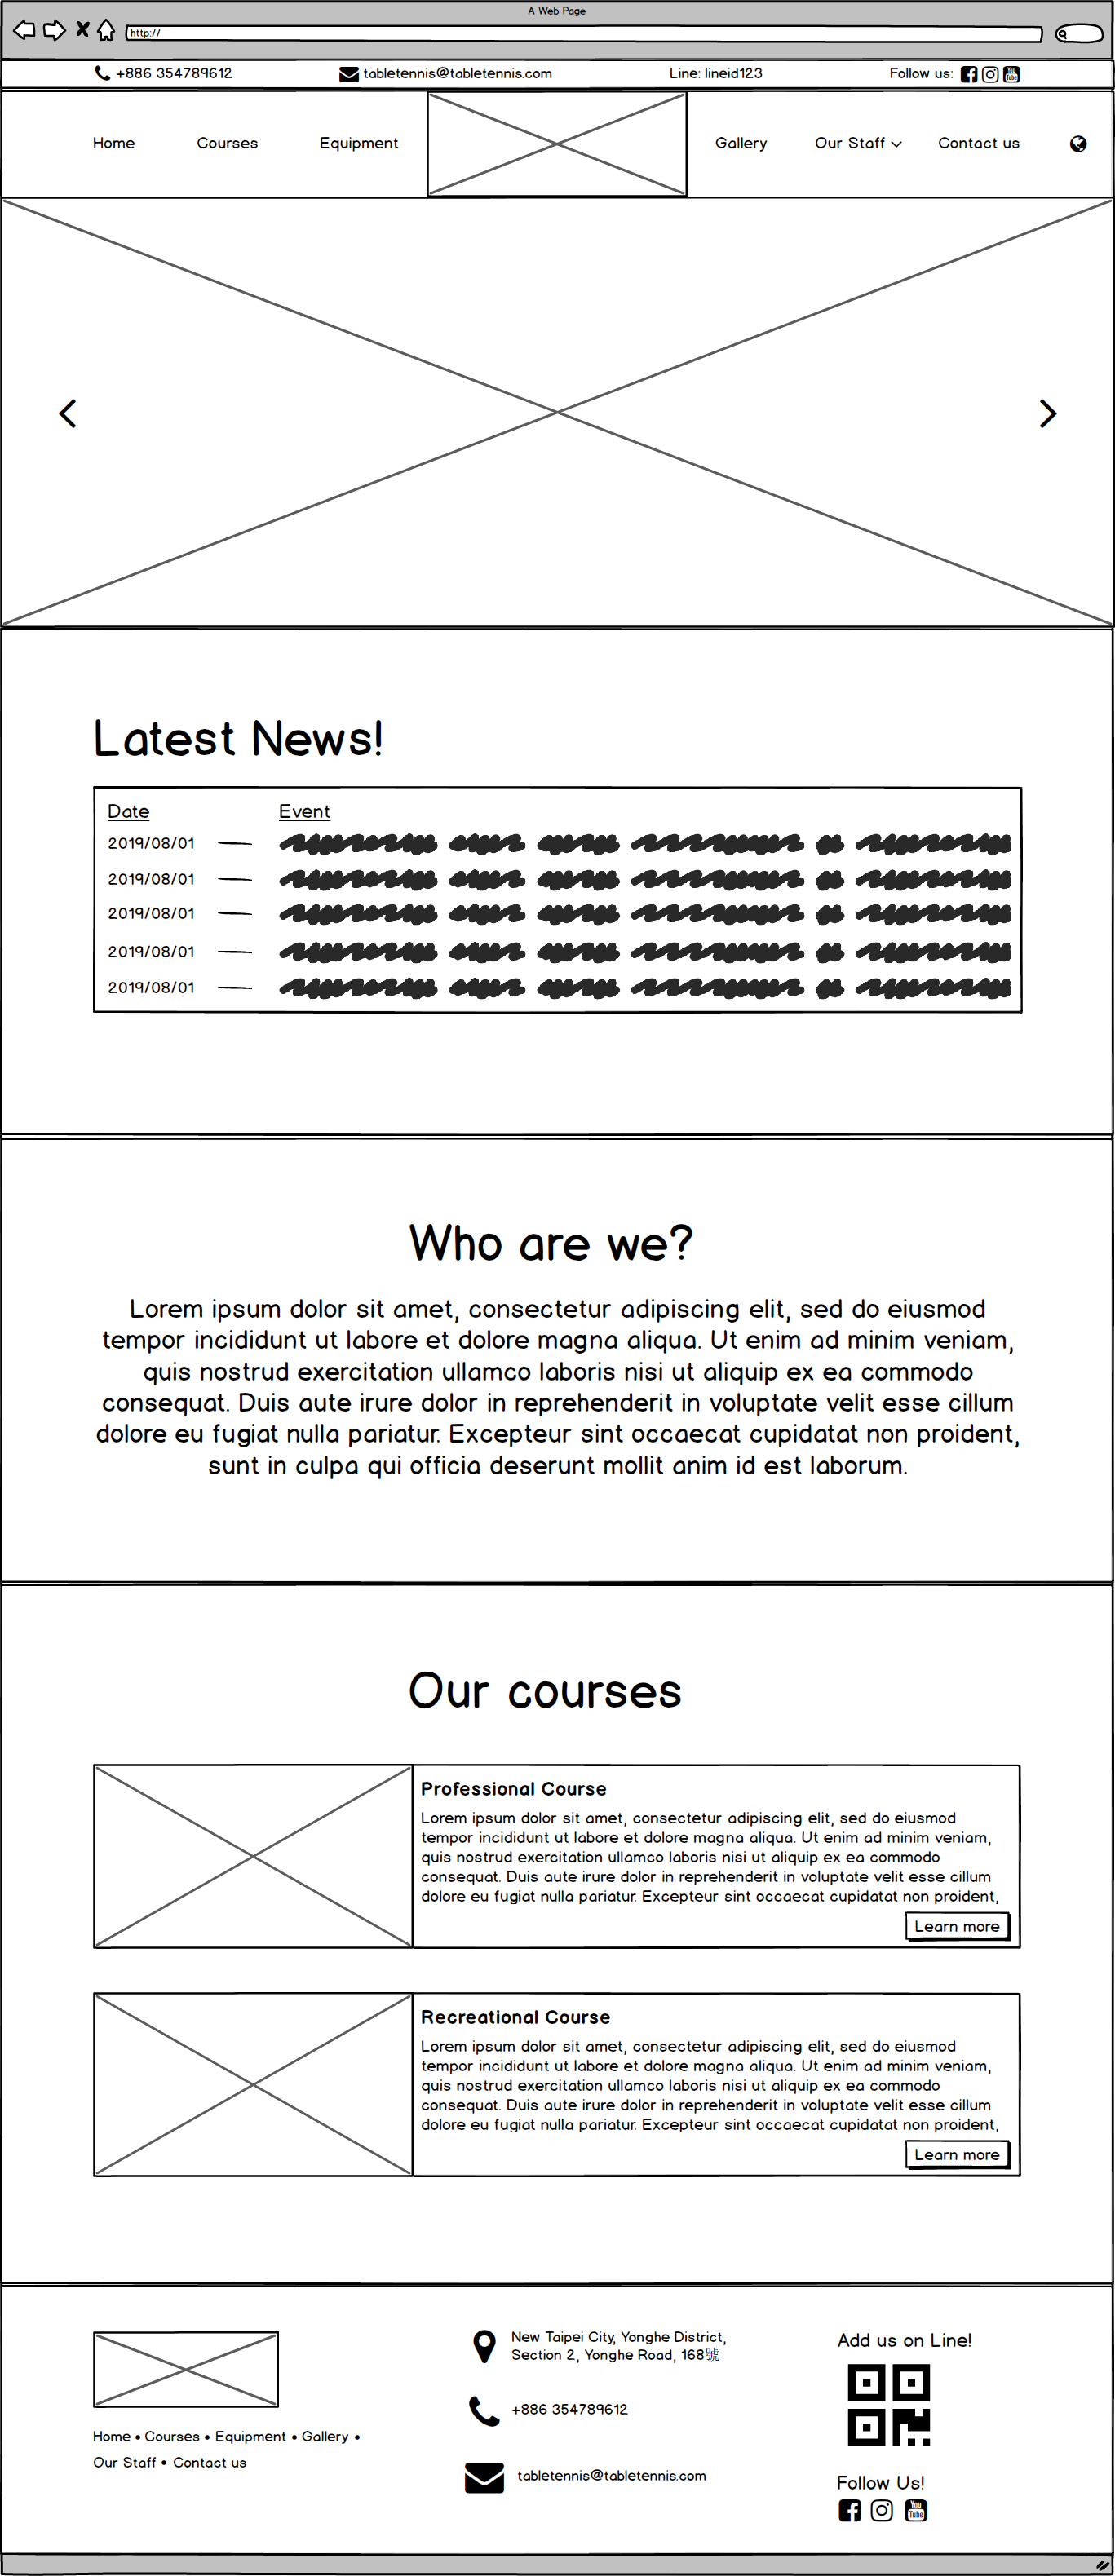 A Web Page
http://
+886 354789612 tabletennis@tabletennis.com Line: lineid123 Follow us: You Tube
Home Courses Equipment Gallery Our Staff Contact us
Latest News!
Date Event
2019/08/01
2019/08/01
2019/08/01
2019/08/01
2019/08/01
Who are we?
Lorem ipsum dolor sit amet, consectetur adipiscing elit, sed do eiusmod
tempor incididunt ut labore et dolore magna aliqua. Ut enim ad minim veniam,
quis nostrud exercitation ullamco laboris nisi ut aliquip ex ea commodo
consequat. Duis aute irure dolor in reprehenderit in voluptate velit esse cillum
dolore eu fugiat nulla pariatur. Excepteur sint occaecat cupidatat non proident,
sunt in culpa qui officia deserunt mollit anim id est laborum.
Our courses
Professional Course
Lorem ipsum dolor sit amet, consectetur adipiscing elit, sed do eiusmod
tempor incididunt ut labore et dolore magna aliqua. Ut enim ad minim veniam,
quis nostrud exercitation ullamco laboris nisi ut aliquip ex ea commodo
consequat. Duis aute irure dolor in reprehenderit in voluptate velit esse cillum
dolore eu fugiat nulla pariatur. Excepteur sint occaecat cupidatat non proident,
Learn more
Recreational Course
Lorem ipsum dolor sit amet, consectetur adipiscing elit, sed do eiusmod
tempor incididunt ut labore et dolore magna aliqua. Ut enim ad minim veniam,
quis nostrud exercitation ullamco laboris nisi ut aliquip ex ea commodo
consequat. Duis aute irure dolor in reprehenderit in voluptate velit esse cillum
dolore eu fugiat nulla pariatur. Excepteur sint occaecat cupidatat non proident,
Learn more
Home • Courses • Equipment • Gallery •
Our Staff • Contact us
New Taipei City, Yonghe District,
Section 2, Yonghe Road, 168號
+886 354789612
tabletennis@tabletennis.com
Add us on Line!
Follow Us!
You Tube